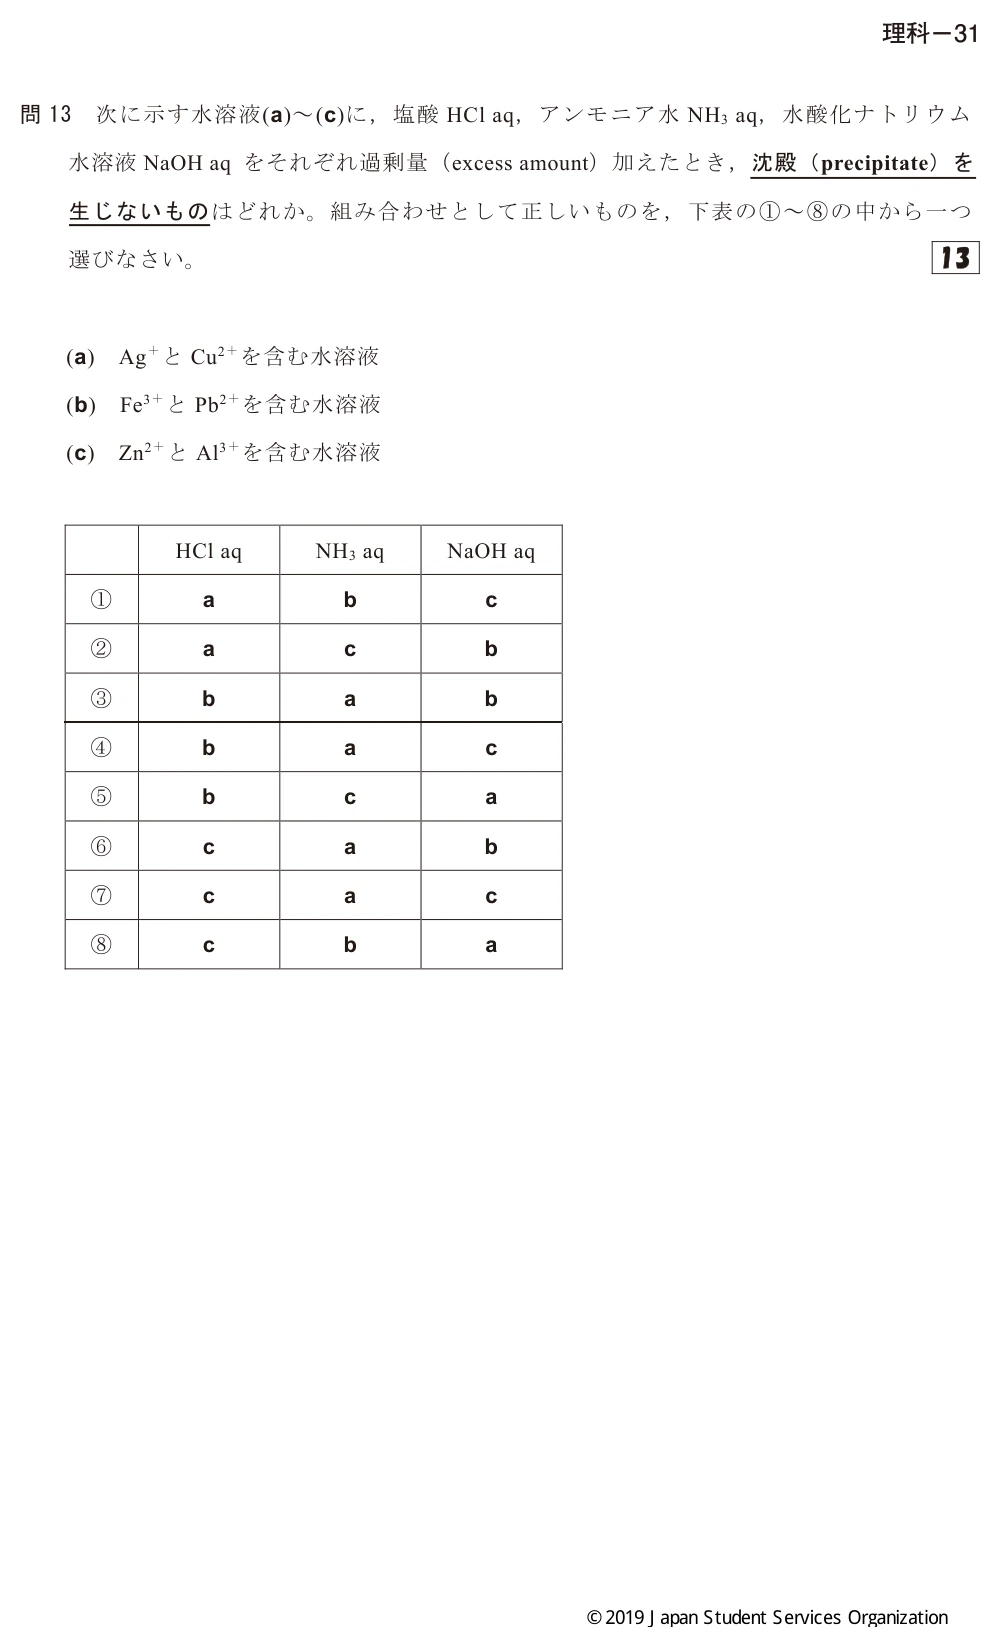 理科－31
問 13　次に示す水溶液(a)～(c)に，塩酸 HCl aq，アンモニア水 NH₃ aq，水酸化ナトリウム
水溶液 NaOH aq をそれぞれ過剰量（excess amount）加えたとき，沈殿（precipitate）を
生じないものはどれか。組み合わせとして正しいものを，下表の①～⑧の中から一つ
選びなさい。 13
(a)　Ag⁺と Cu²⁺を含む水溶液
(b)　Fe³⁺と Pb²⁺を含む水溶液
(c)　Zn²⁺と Al³⁺を含む水溶液
HCl aq NH₃ aq NaOH aq
① a b c
② a c b
③ b a b
④ b a c
⑤ b c a
⑥ c a b
⑦ c a c
⑧ c b a
© 2019 Japan Student Services Organization